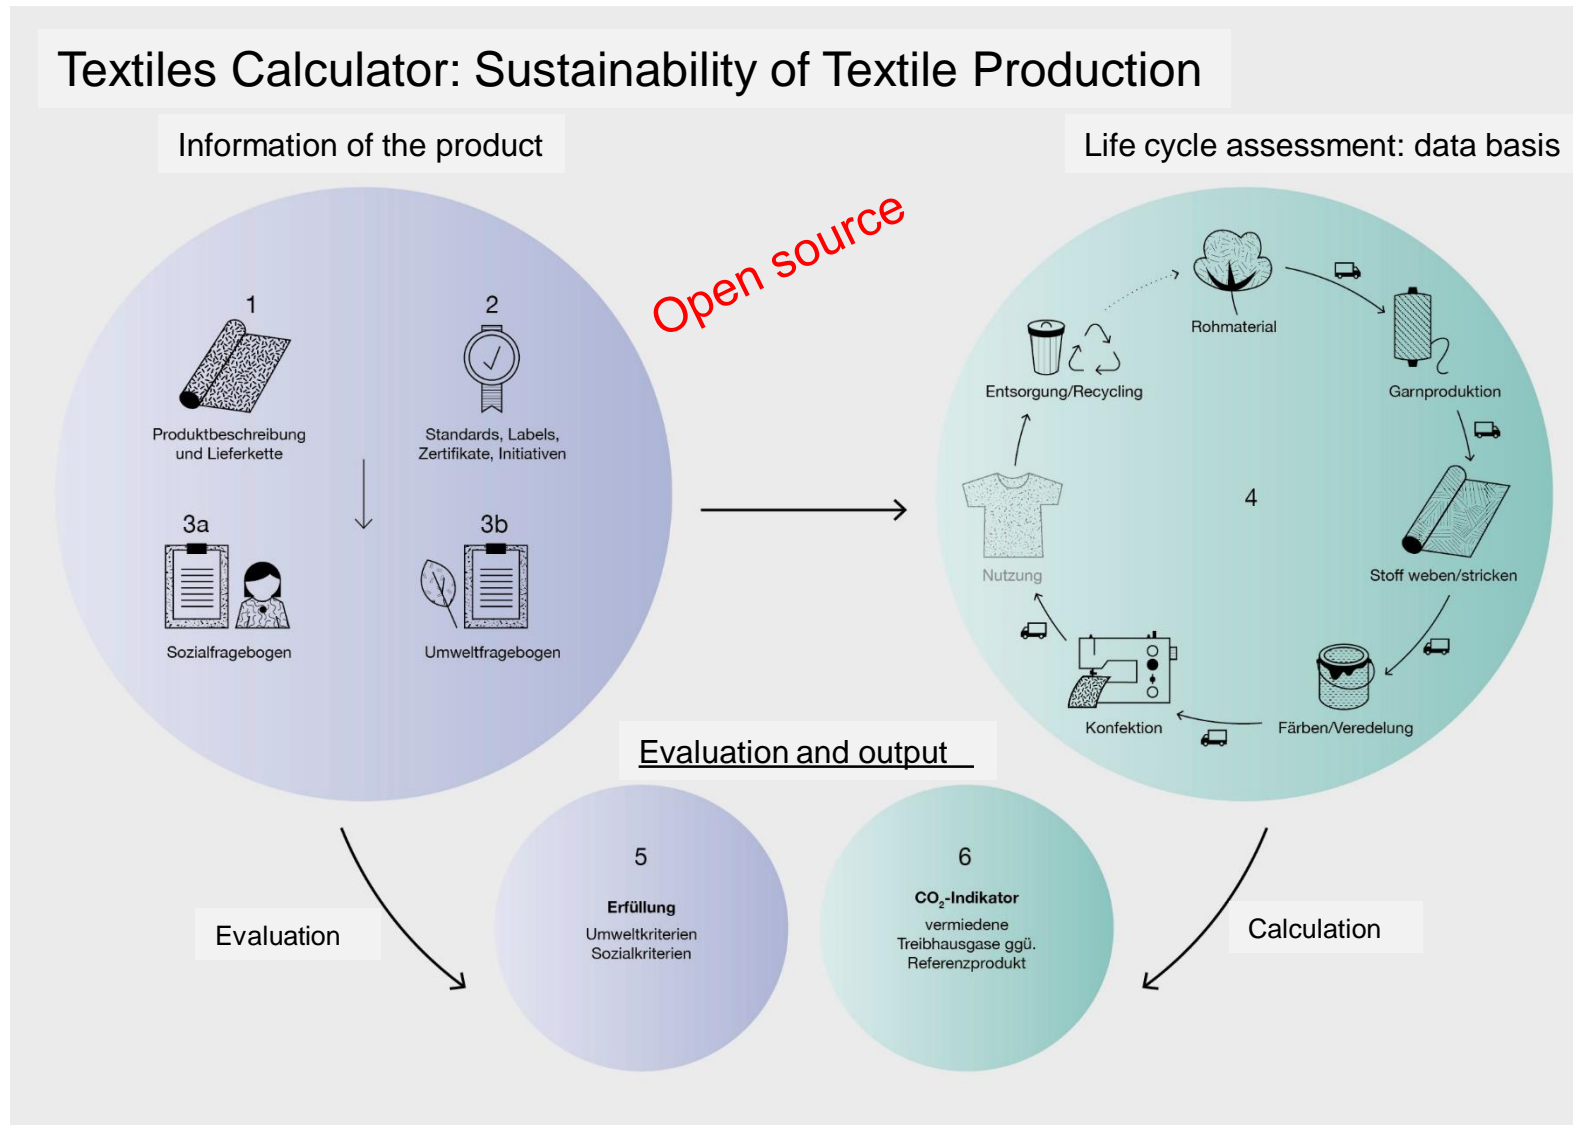 Textiles Calculator: Sustainability of Textile Production
Information of the product
Life cycle assessment: data basis
Open source
1
Produktbeschreibung
und Lieferkette
2
Standards, Labels,
Zertifikate, Initiativen
3a
Sozialfragebogen
3b
Umweltfragebogen
Rohmaterial
Garnproduktion
Stoff weben/stricken
Färben/Veredelung
Konfektion
Nutzung
Entsorgung/Recycling
4
Evaluation and output
Evaluation
5
Erfüllung
Umweltkriterien
Sozialkriterien
6
CO₂-Indikator
vermiedene
Treibhausgase ggü.
Referenzprodukt
Calculation